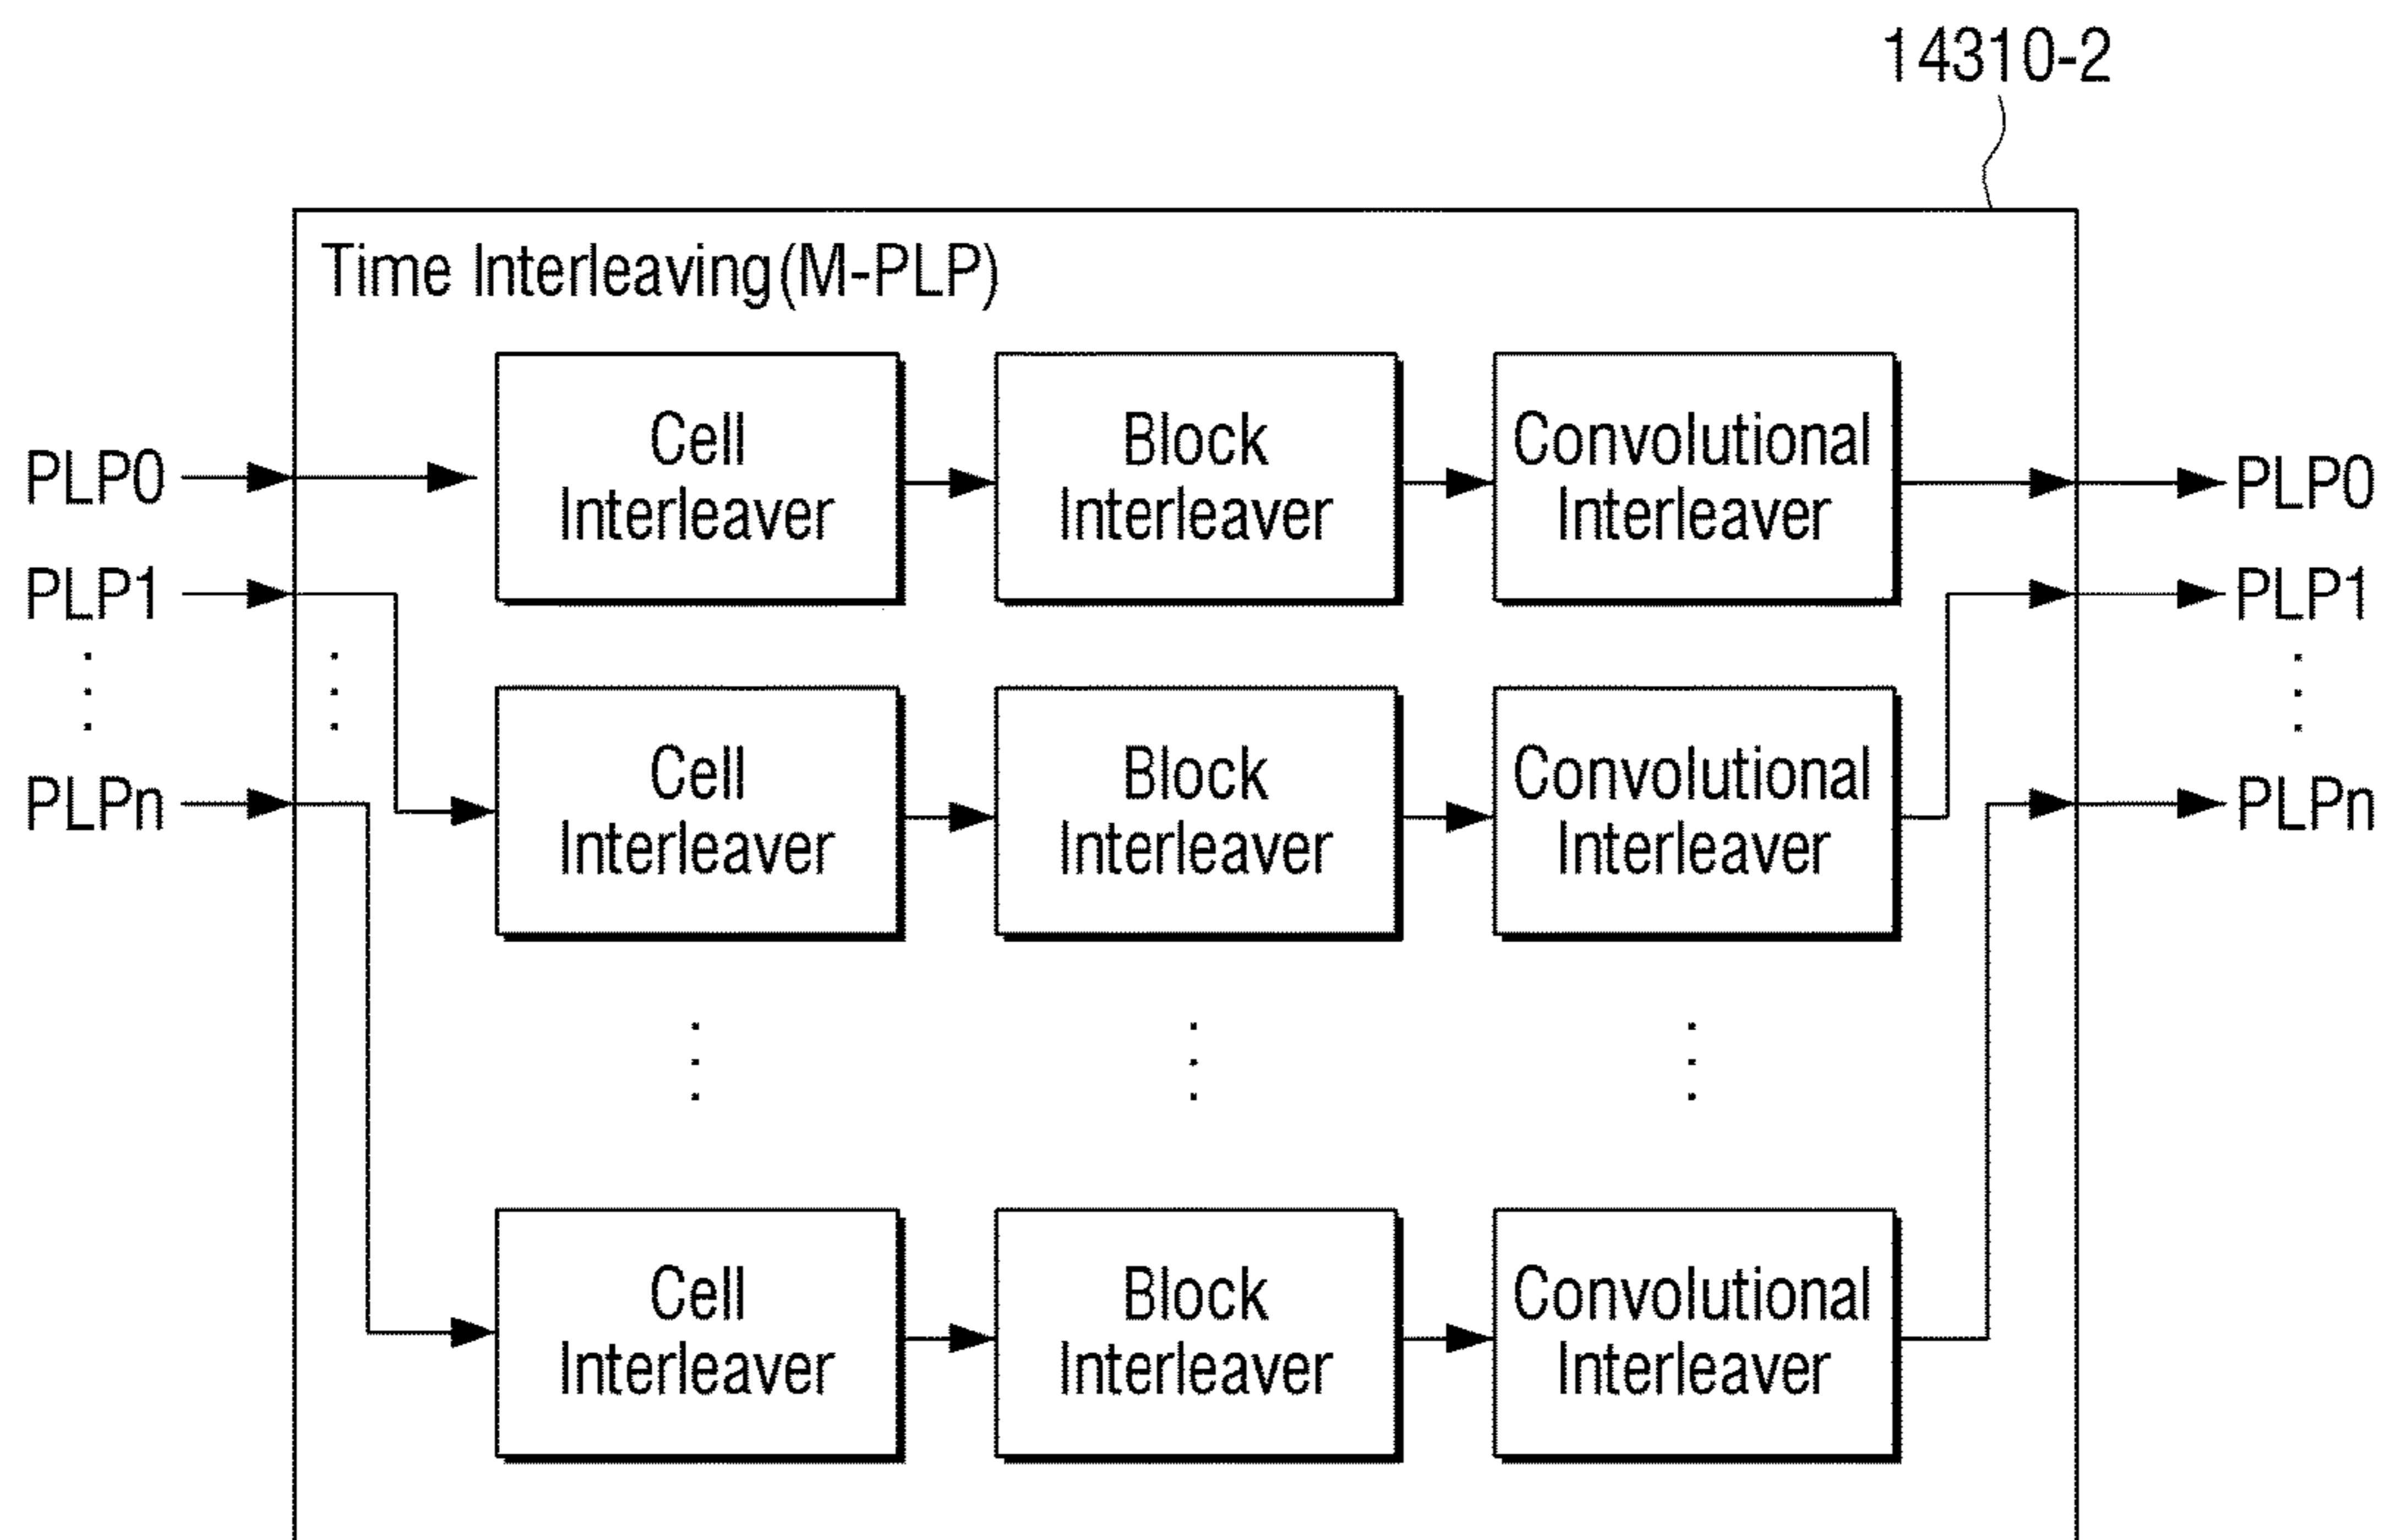 14310-2
Time Interleaving(M-PLP)
Cell
Interleaver
Block
Interleaver
Convolutional
Interleaver
PLP0
PLP0
PLP1
PLP1
Cell
Interleaver
Block
Interleaver
Convolutional
Interleaver
PLPn
PLPn
Cell
Interleaver
Block
Interleaver
Convolutional
Interleaver